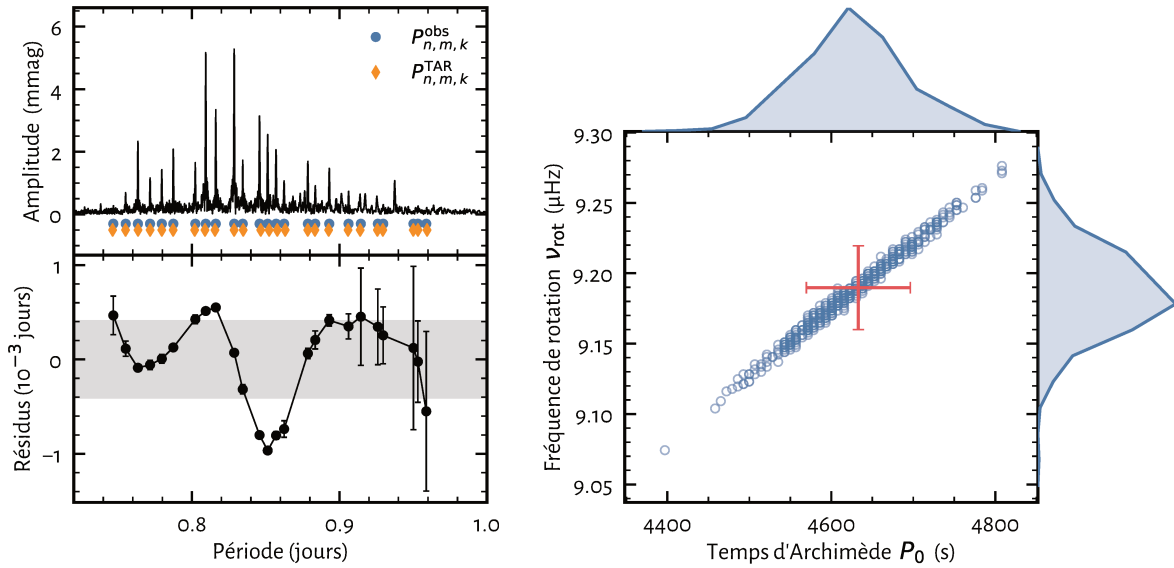 6
4
2
0
Amplitude (mmag)
P^obs_n, m, k
P^TAR_n, m, k
1
0
−1
Résidus (10^−3 jours)
0.8
0.9
1.0
Période (jours)
9.30
9.25
9.20
9.15
9.10
9.05
Fréquence de rotation ν_rot (μHz)
4400
4600
4800
Temps d'Archimède P_0 (s)